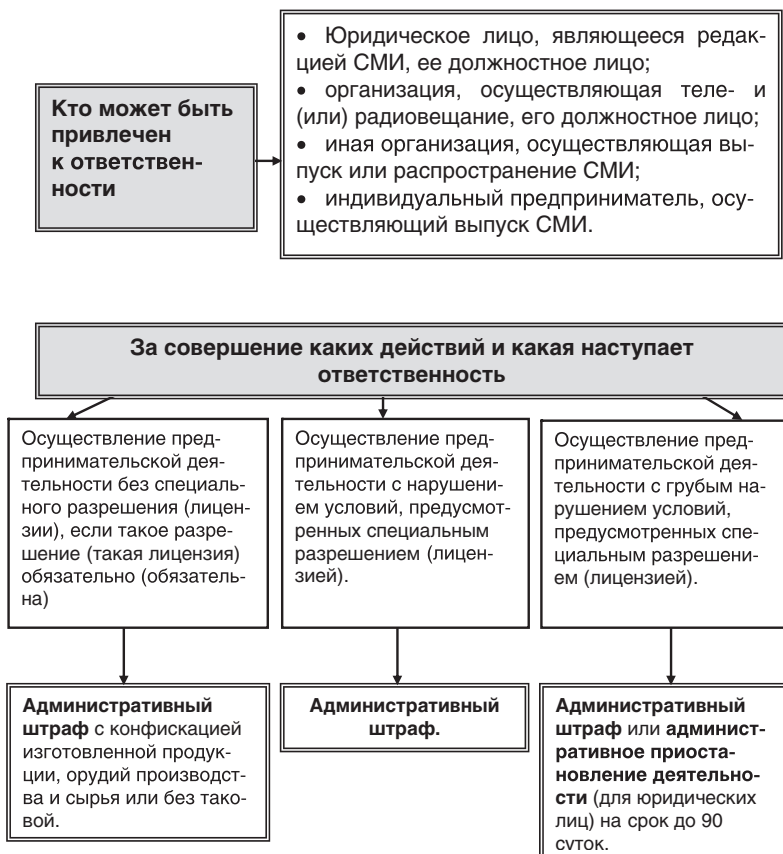 Кто может быть
привлечен
к ответствен-
ности
• Юридическое лицо, являющееся редак-
цией СМИ, ее должностное лицо;
• организация, осуществляющая теле- и
(или) радиовещание, его должностное лицо;
• иная организация, осуществляющая вы-
пуск или распространение СМИ;
• индивидуальный предприниматель, осу-
ществляющий выпуск СМИ.
За совершение каких действий и какая наступает
ответственность
Осуществление пред-
принимательской дея-
тельности без специаль-
ного разрешения (лицен-
зии), если такое разре-
шение (такая лицензия)
обязательно (обязатель-
на)
Осуществление пред-
принимательской дея-
тельности с нарушени-
ем условий, предусмот-
ренных специальным
разрешением (лицен-
зией).
Осуществление пред-
принимательской дея-
тельности с грубым на-
рушением условий,
предусмотренных спе-
циальным разрешени-
ем (лицензией).
Административный
штраф с конфискацией
изготовленной продук-
ции, орудий производст-
ва и сырья или без тако-
вой.
Административный
штраф.
Административный
штраф или админист-
ративное приоста-
новление деятельно-
сти (для юридических
лиц) на срок до 90
суток.